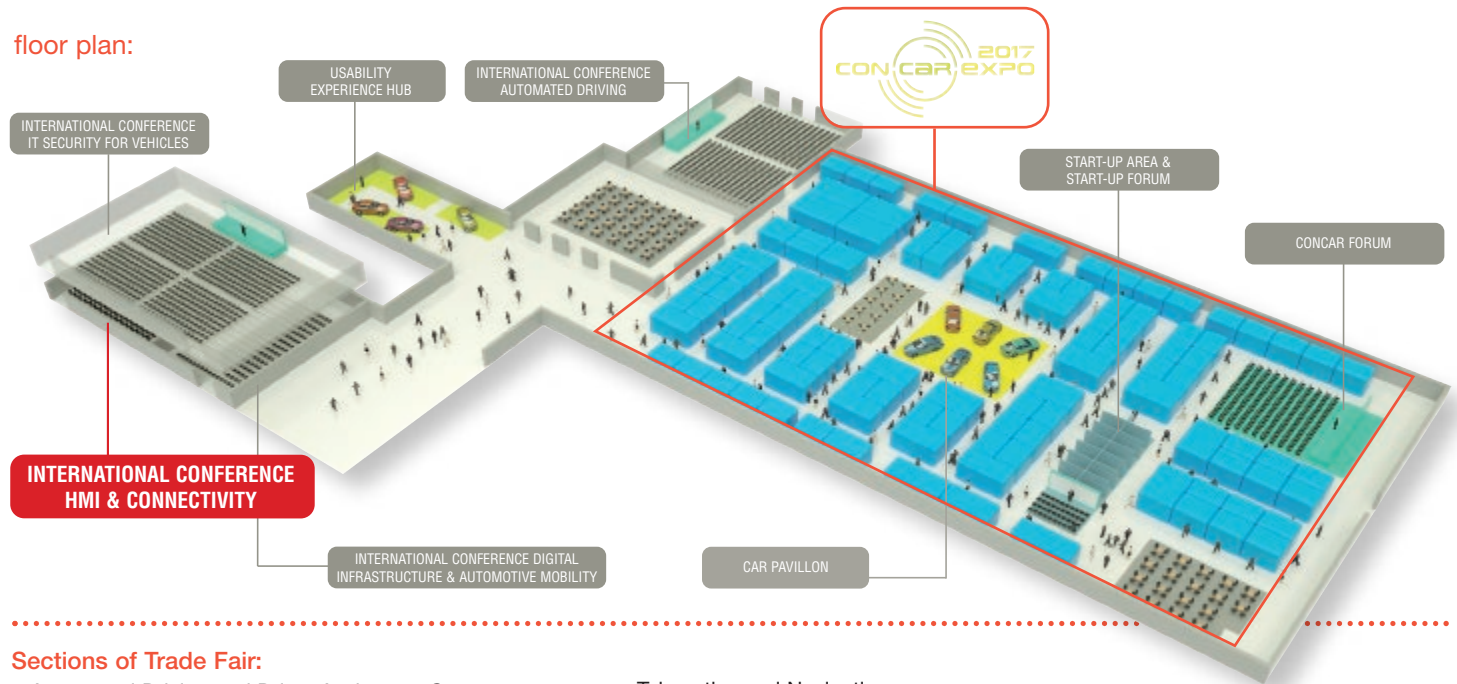 floor plan:
2017
CON CAR EXPO
USABILITY
EXPERIENCE HUB
INTERNATIONAL CONFERENCE
AUTOMATED DRIVING
INTERNATIONAL CONFERENCE
IT SECURITY FOR VEHICLES
START-UP AREA &
START-UP FORUM
CONCAR FORUM
INTERNATIONAL CONFERENCE
HMI & CONNECTIVITY
INTERNATIONAL CONFERENCE DIGITAL
INFRASTRUCTURE & AUTOMOTIVE MOBILITY
CAR PAVILLON
Sections of Trade Fair: